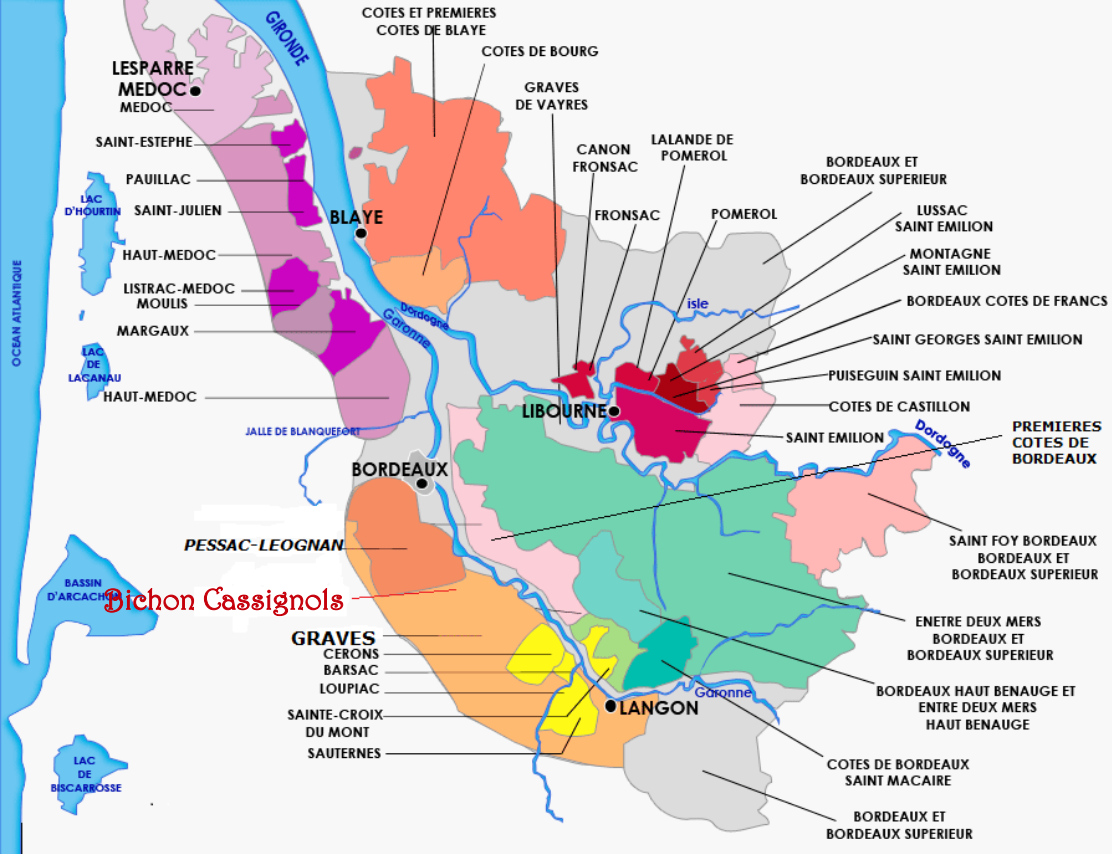 GIRONDE
COTES ET PREMIERES
COTES DE BLAYE
COTES DE BOURG
GRAVES
DE VAYRES
CANON
FRONSAC
LALANDE DE
POMEROL
BORDEAUX ET
BORDEAUX SUPERIEUR
FRONSAC
POMEROL
LUSSAC
SAINT EMILION
MONTAGNE
SAINT EMILION
BORDEAUX COTES DE FRANCS
SAINT GEORGES SAINT EMILION
PUISEGUIN SAINT EMILION
COTES DE CASTILLON
SAINT EMILION
LESPARRE
MEDOC
MEDOC
SAINT-ESTEPHE
PAUILLAC
SAINT-JULIEN
BLAYE
HAUT-MEDOC
LISTRAC-MEDOC
MOULIS
MARGAUX
HAUT-MEDOC
LAC
D'HOURTIN
OCEAN ATLANTIQUE
LAC
DE
LACANAU
Dordogne
Garonne
isle
LIBOURNE
JALLE DE BLANQUEFORT
BORDEAUX
Dordogne
PREMIERES
COTES DE
BORDEAUX
PESSAC-LEOGNAN
SAINT FOY BORDEAUX
BORDEAUX ET
BORDEAUX SUPERIEUR
BASSIN
D'ARCACHON
Bichon Cassignols
GRAVES
CERONS
BARSAC
LOUPIAC
SAINTE-CROIX
DU MONT
SAUTERNES
LANGON
Garonne
ENETRE DEUX MERS
BORDEAUX ET
BORDEAUX SUPERIEUR
BORDEAUX HAUT BENAUGE ET
ENTRE DEUX MERS
HAUT BENAUGE
COTES DE BORDEAUX
SAINT MACAIRE
BORDEAUX ET
BORDEAUX SUPERIEUR
LAC
DE
BISCARROSSE